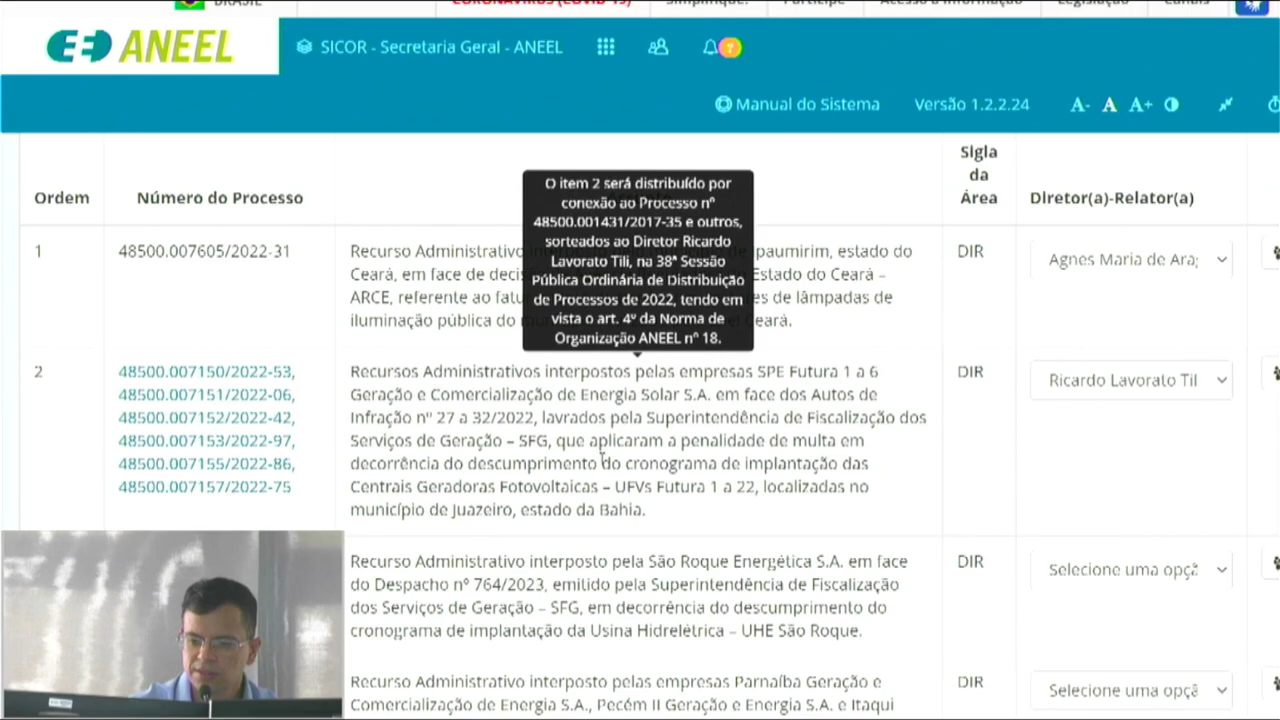 BRASIL
CORONAVÍRUS (COVID-19)
Simplifique!
Participe
Acesso à informação
Legislação
Canais
ANEEL
SICOR - Secretaria Geral - ANEEL
?
Manual do Sistema
Versão 1.2.2.24
A- A A+
Ordem
Número do Processo
Sigla
da
Área
Diretor(a)-Relator(a)
O item 2 será distribuído por
conexão ao Processo nº
48500.001431/2017-35 e outros,
sorteados ao Diretor Ricardo
Lavorato Tili, na 38ª Sessão
Pública Ordinária de Distribuição
de Processos de 2022, tendo em
vista o art. 4º da Norma de
Organização ANEEL nº 18.
1
48500.007605/2022-31
Recurso Administrativo in de Ipaumirim, estado do
Ceará, em face de decis Estado do Ceará –
ARCE, referente ao fatu es de lâmpadas de
iluminação pública do m el Ceará.
DIR
Agnes Maria de Ara
2
48500.007150/2022-53,
48500.007151/2022-06,
48500.007152/2022-42,
48500.007153/2022-97,
48500.007155/2022-86,
48500.007157/2022-75
Recursos Administrativos interpostos pelas empresas SPE Futura 1 a 6
Geração e Comercialização de Energia Solar S.A. em face dos Autos de
Infração nº 27 a 32/2022, lavrados pela Superintendência de Fiscalização dos
Serviços de Geração – SFG, que aplicaram a penalidade de multa em
decorrência do descumprimento do cronograma de implantação das
Centrais Geradoras Fotovoltaicas – UFVs Futura 1 a 22, localizadas no
município de Juazeiro, estado da Bahia.
DIR
Ricardo Lavorato Til
Recurso Administrativo interposto pela São Roque Energética S.A. em face
do Despacho nº 764/2023, emitido pela Superintendência de Fiscalização
dos Serviços de Geração – SFG, em decorrência do descumprimento do
cronograma de implantação da Usina Hidrelétrica – UHE São Roque.
DIR
Selecione uma opçã
Recurso Administrativo interposto pelas empresas Parnaíba Geração e
Comercialização de Energia S.A., Pecém II Geração e Energia S.A. e Itaqui
DIR
Selecione uma opçã